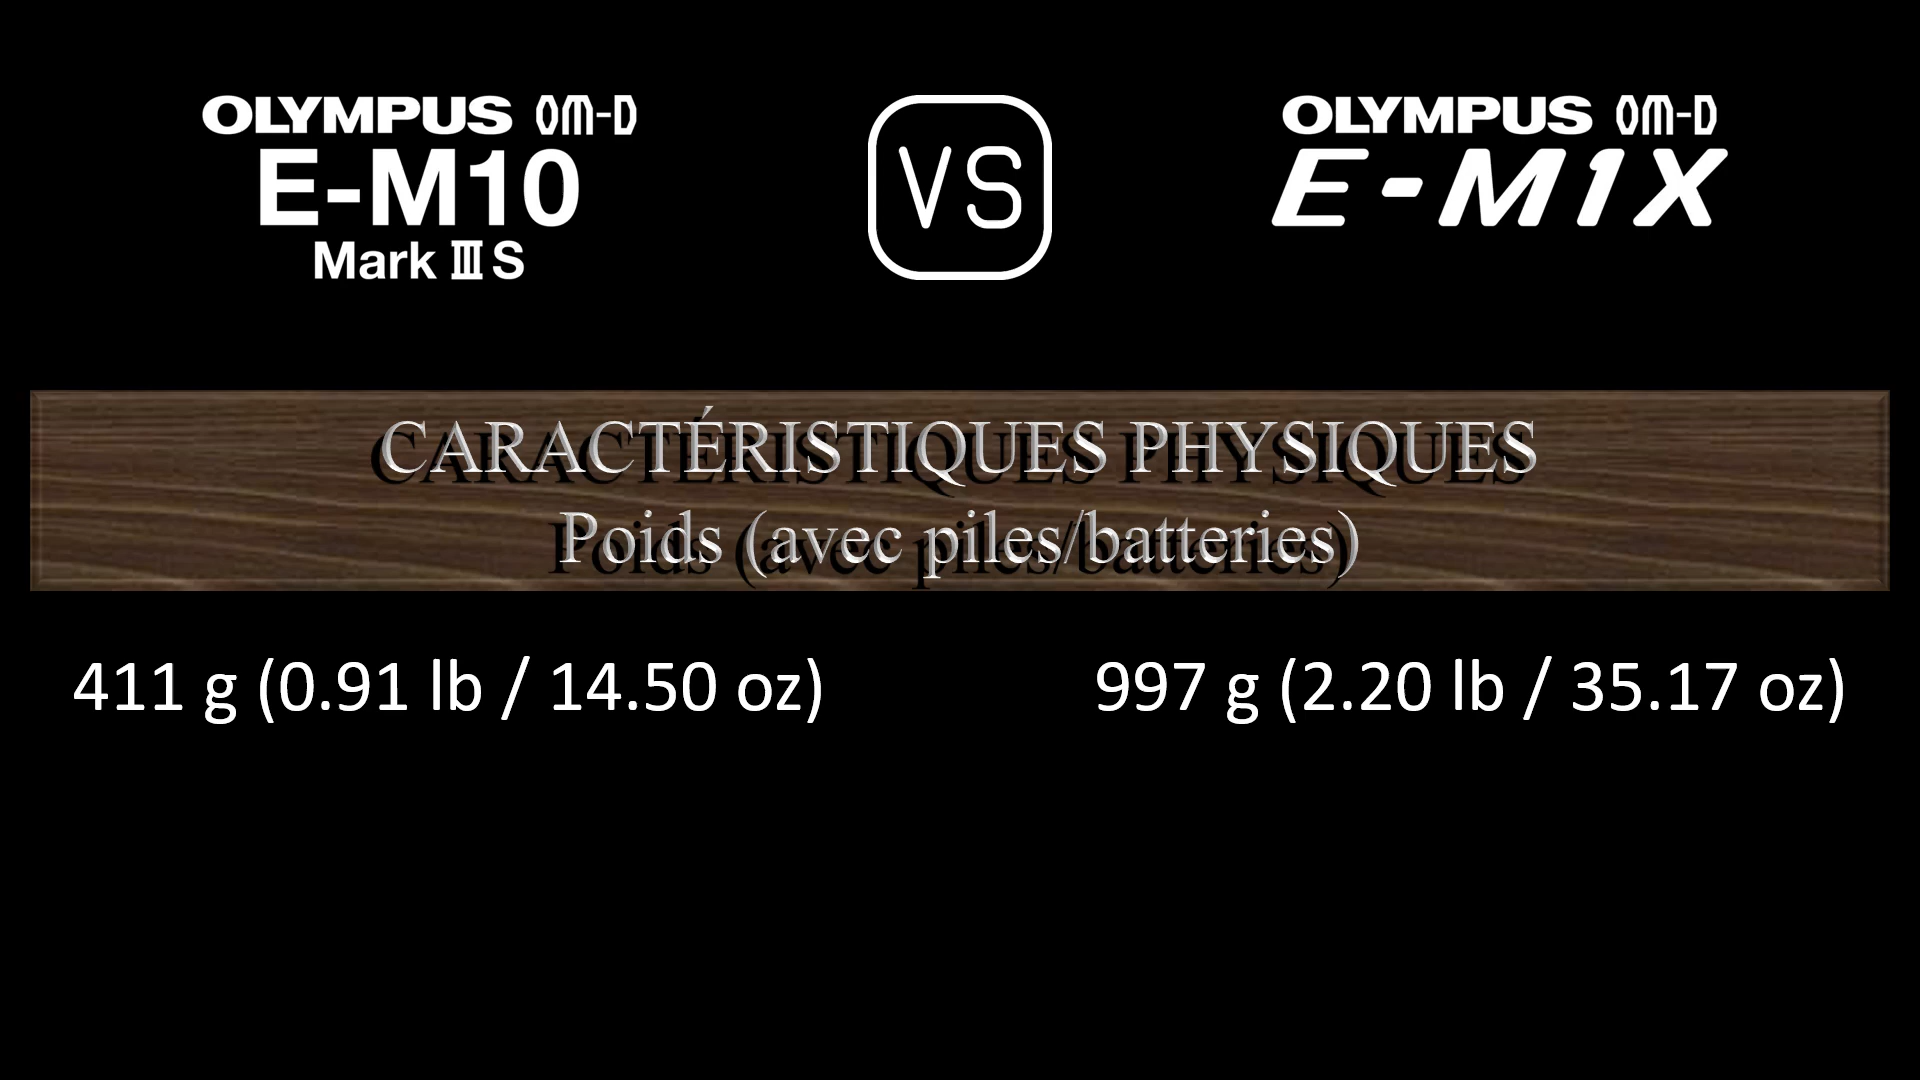 OLYMPUS OM-D
E-M10
Mark III S
VS
OLYMPUS OM-D
E-M1X
CARACTÉRISTIQUES PHYSIQUES
Poids (avec piles/batteries)
411 g (0.91 lb / 14.50 oz)
997 g (2.20 lb / 35.17 oz)